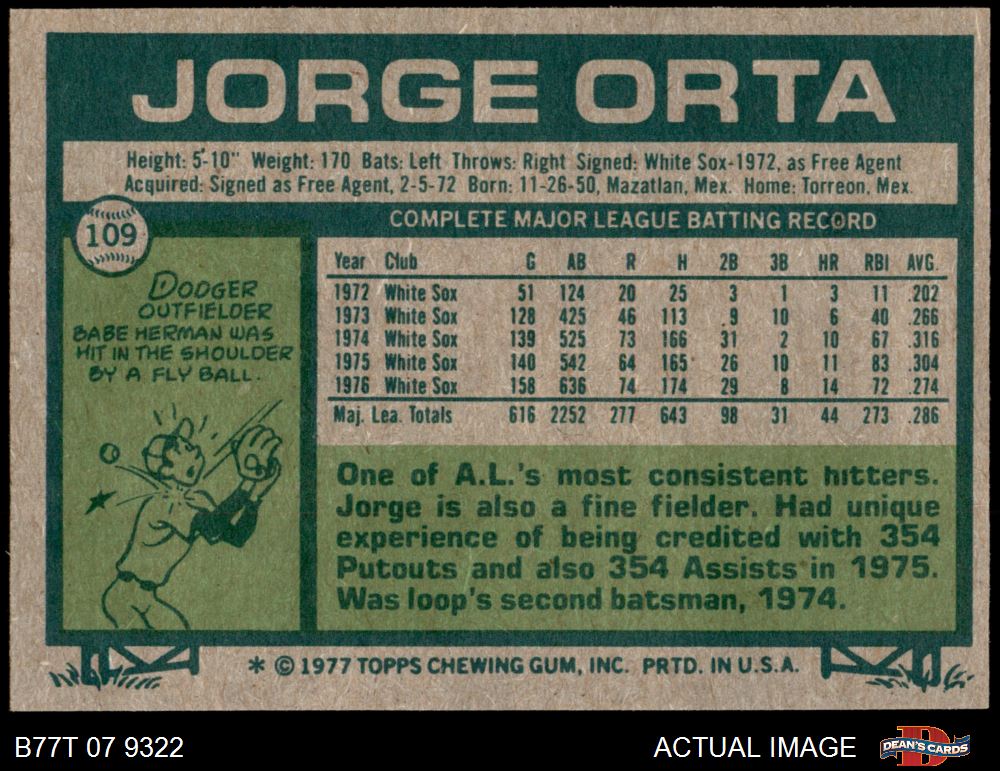 JORGE ORTA
Height: 5'-10" Weight: 170 Bats: Left Throws: Right Signed: White Sox-1972, as Free Agent
Acquired: Signed as Free Agent, 2-5-72 Born: 11-26-50, Mazatlan, Mex. Home: Torreon, Mex.
109
DODGER
OUTFIELDER
BABE HERMAN WAS
HIT IN THE SHOULDER
BY A FLY BALL.
COMPLETE MAJOR LEAGUE BATTING RECORD
Year Club G AB R H 2B 3B HR RBI AVG.
1972 White Sox 51 124 20 25 3 1 3 11 .202
1973 White Sox 128 425 46 113 9 10 6 40 .266
1974 White Sox 139 525 73 166 31 2 10 67 .316
1975 White Sox 140 542 64 165 26 10 11 83 .304
1976 White Sox 158 636 74 174 29 8 14 72 .274
Maj. Lea. Totals 616 2252 277 643 98 31 44 273 .286
One of A.L.'s most consistent hitters.
Jorge is also a fine fielder. Had unique
experience of being credited with 354
Putouts and also 354 Assists in 1975.
Was loop's second batsman, 1974.
* © 1977 TOPPS CHEWING GUM, INC. PRTD. IN U.S.A.
B77T 07 9322
ACTUAL IMAGE
DEAN'S CARDS